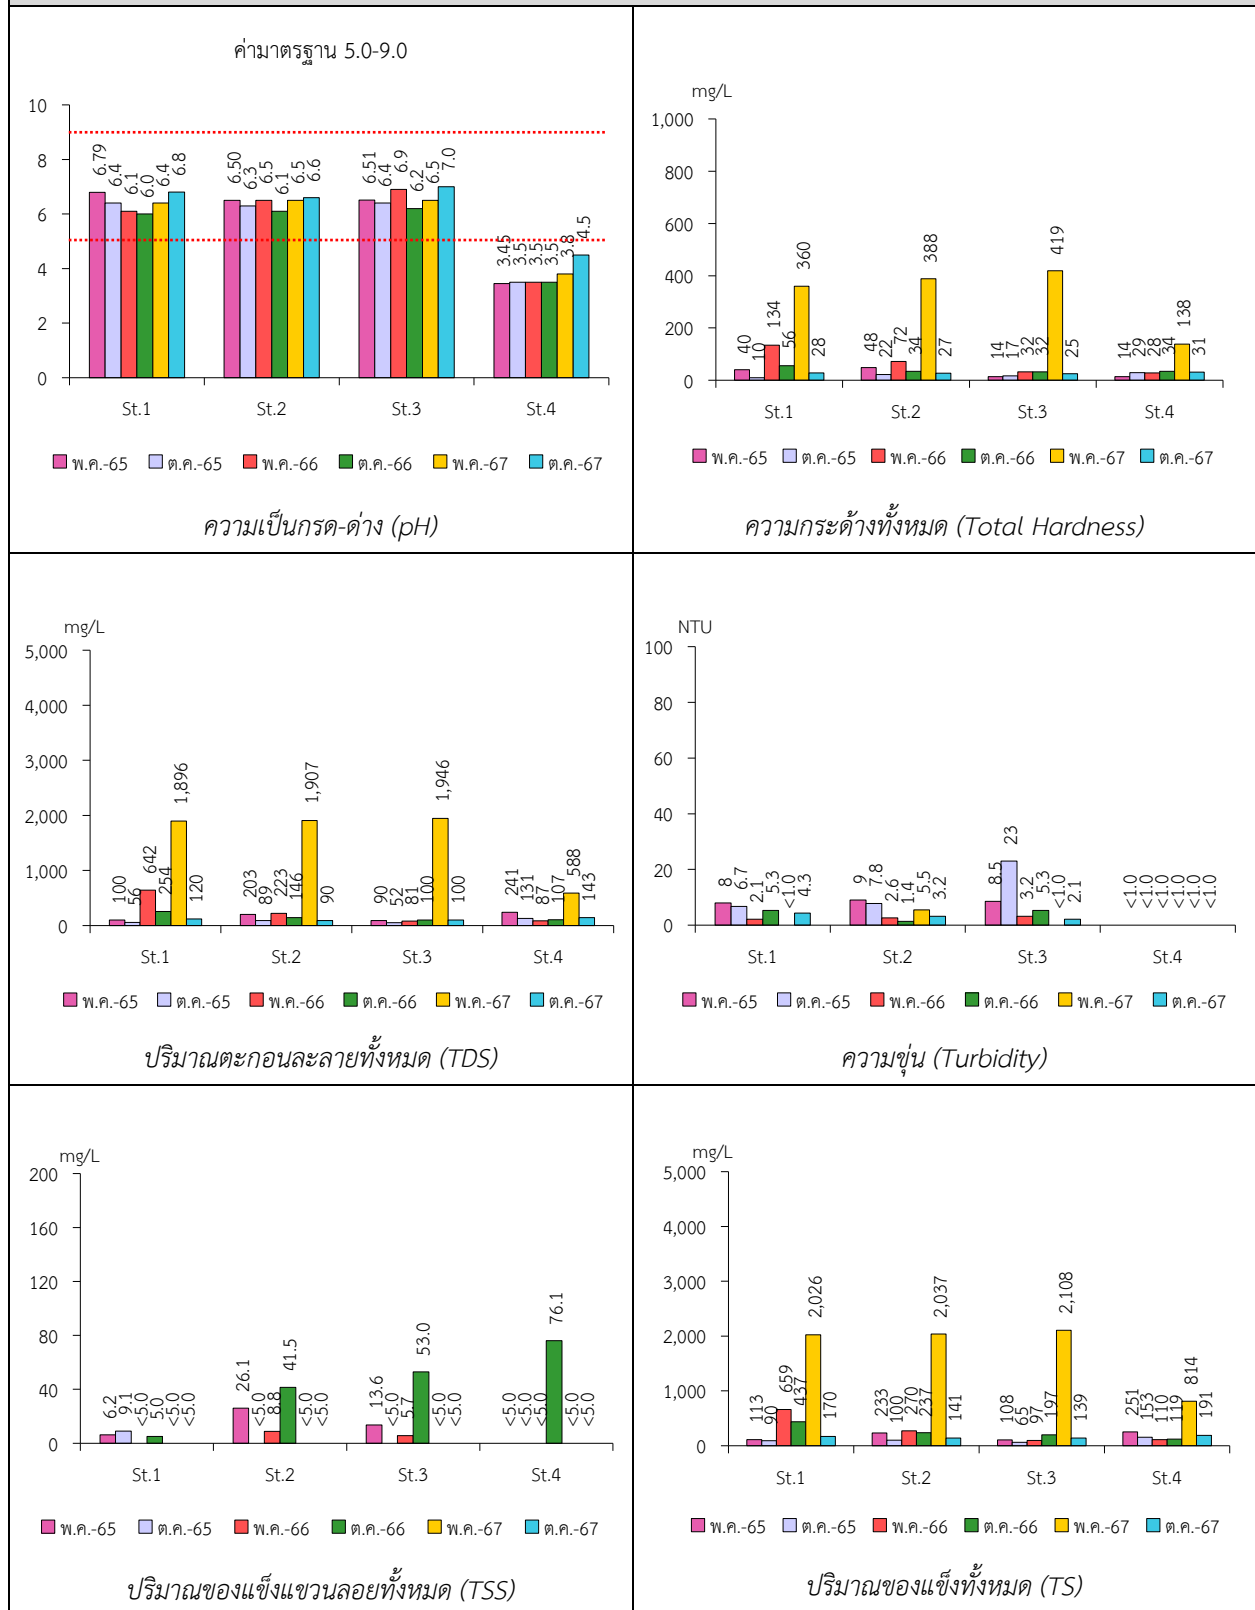 ค่ามาตรฐาน 5.0-9.0
10
8
6
4
2
0
6.79 6.4 6.1 6.0 6.4 6.8
6.50 6.3 6.5 6.1 6.5 6.6
6.51 6.4 6.9 6.2 6.5 7.0
3.45 3.5 3.5 3.5 3.8 4.5
St.1 St.2 St.3 St.4
พ.ค.-65 ต.ค.-65 พ.ค.-66 ต.ค.-66 พ.ค.-67 ต.ค.-67
ความเป็นกรด-ด่าง (pH)
mg/L
1,000
800
600
400
200
0
40 10 134 56 360 28
48 22 72 34 388 27
14 17 32 32 419 25
14 29 28 34 138 31
St.1 St.2 St.3 St.4
พ.ค.-65 ต.ค.-65 พ.ค.-66 ต.ค.-66 พ.ค.-67 ต.ค.-67
ความกระด้างทั้งหมด (Total Hardness)
mg/L
5,000
4,000
3,000
2,000
1,000
0
100 56 642 254 1,896 120
203 89 223 146 1,907 90
90 52 81 100 1,946 100
241 131 87 107 588 143
St.1 St.2 St.3 St.4
พ.ค.-65 ต.ค.-65 พ.ค.-66 ต.ค.-66 พ.ค.-67 ต.ค.-67
ปริมาณตะกอนละลายทั้งหมด (TDS)
NTU
100
80
60
40
20
0
8 6.7 2.1 5.3 <1.0 4.3
9 7.8 2.6 1.4 5.5 3.2
8.5 23 3.2 5.3 <1.0 2.1
<1.0 <1.0 <1.0 <1.0 <1.0 <1.0
St.1 St.2 St.3 St.4
พ.ค.-65 ต.ค.-65 พ.ค.-66 ต.ค.-66 พ.ค.-67 ต.ค.-67
ความขุ่น (Turbidity)
mg/L
200
160
120
80
40
0
6.2 9.1 <5.0 5.0 <5.0 <5.0
26.1 <5.0 8.8 41.5 <5.0 <5.0
13.6 <5.0 5.7 53.0 <5.0 <5.0
<5.0 <5.0 <5.0 76.1 <5.0 <5.0
St.1 St.2 St.3 St.4
พ.ค.-65 ต.ค.-65 พ.ค.-66 ต.ค.-66 พ.ค.-67 ต.ค.-67
ปริมาณของแข็งแขวนลอยทั้งหมด (TSS)
mg/L
5,000
4,000
3,000
2,000
1,000
0
113 90 659 437 2,026 170
233 100 270 237 2,037 141
108 65 97 197 2,108 139
251 153 110 119 814 191
St.1 St.2 St.3 St.4
พ.ค.-65 ต.ค.-65 พ.ค.-66 ต.ค.-66 พ.ค.-67 ต.ค.-67
ปริมาณของแข็งทั้งหมด (TS)